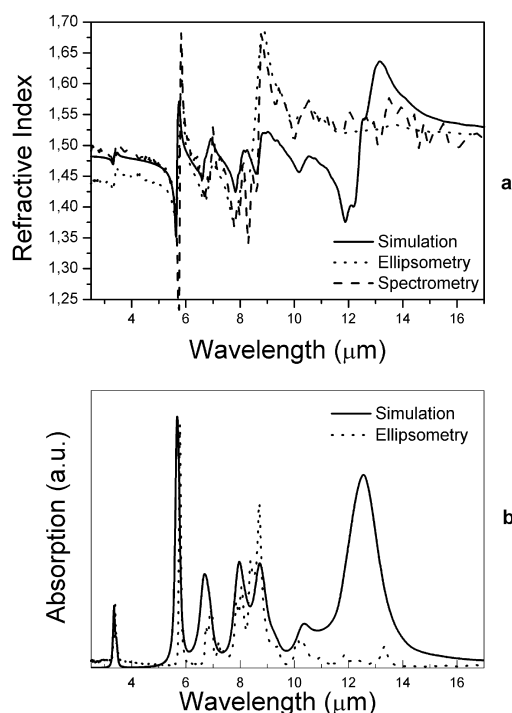 1,70
1,65
1,60
1,55
1,50
1,45
1,40
1,35
1,30
1,25
Refractive Index
Simulation
Ellipsometry
Spectrometry
4 6 8 10 12 14 16
Wavelength (μm)
a
Absorption (a.u.)
Simulation
Ellipsometry
4 6 8 10 12 14 16
Wavelength (μm)
b